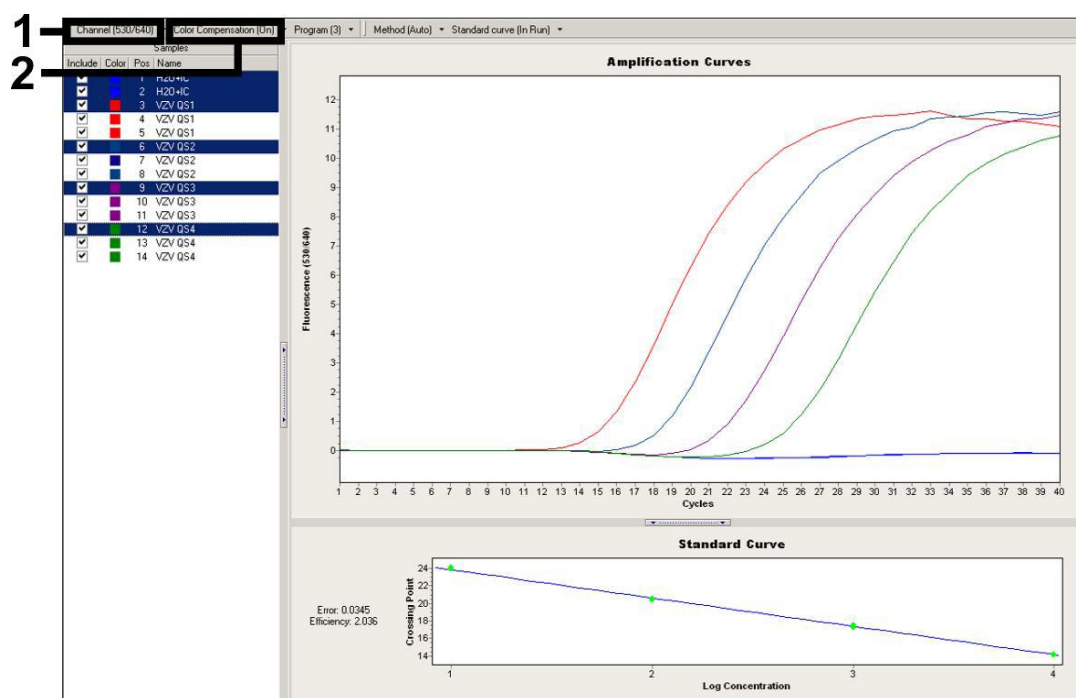 1
Channel (530/640) Color Compensation (On) Program (3) Method (Auto) Standard curve (In Run)
2
Samples
Include Color Pos Name
1 H2O+IC
2 H2O+IC
3 VZV QS1
4 VZV QS1
5 VZV QS1
6 VZV QS2
7 VZV QS2
8 VZV QS2
9 VZV QS3
10 VZV QS3
11 VZV QS3
12 VZV QS4
13 VZV QS4
14 VZV QS4
Amplification Curves
Fluorescence (530/640)
12
11
10
9
8
7
6
5
4
3
2
1
0
1 2 3 4 5 6 7 8 9 10 11 12 13 14 15 16 17 18 19 20 21 22 23 24 25 26 27 28 29 30 31 32 33 34 35 36 37 38 39 40
Cycles
Standard Curve
Error: 0.0345
Efficiency: 2.036
Crossing Point
24
22
20
18
16
14
1 2 3 4
Log Concentration